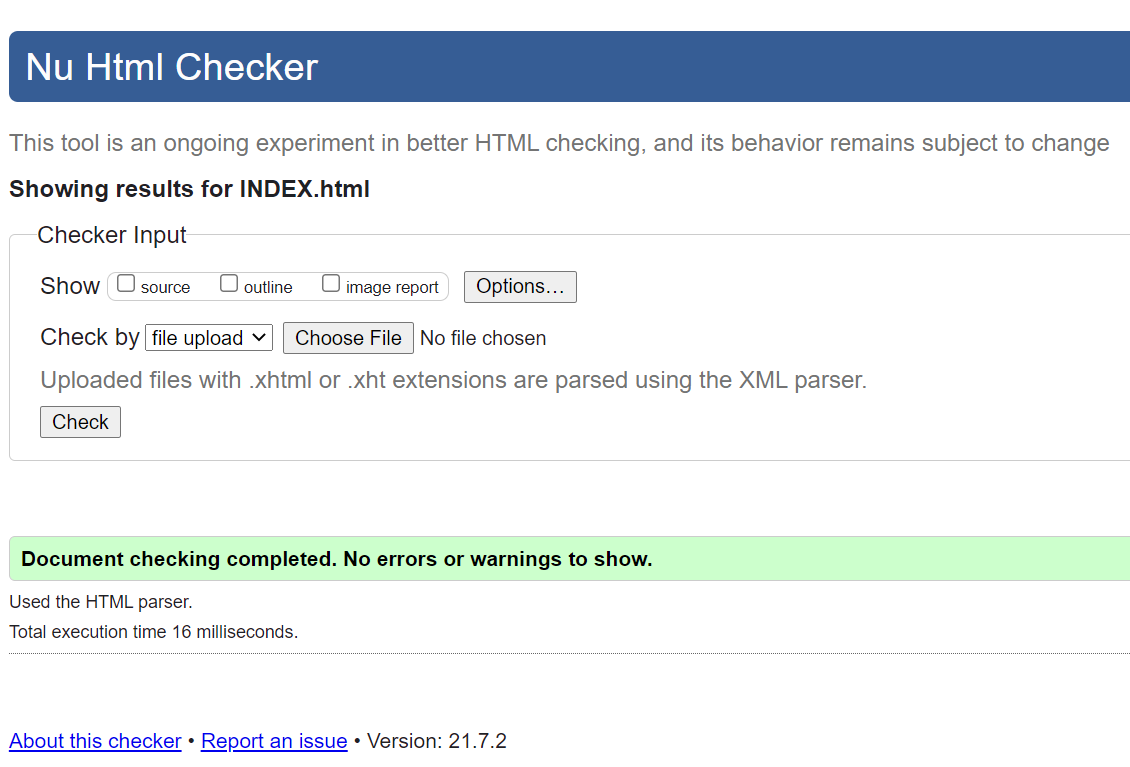 Nu Html Checker
This tool is an ongoing experiment in better HTML checking, and its behavior remains subject to change
Showing results for INDEX.html
Checker Input
Show source outline image report Options…
Check by file upload Choose File No file chosen
Uploaded files with .xhtml or .xht extensions are parsed using the XML parser.
Check
Document checking completed. No errors or warnings to show.
Used the HTML parser.
Total execution time 16 milliseconds.
About this checker • Report an issue • Version: 21.7.2